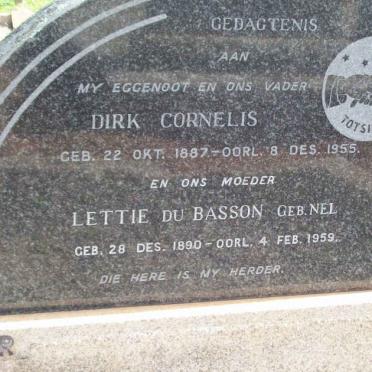 GEDAGTENIS
AAN
MY EGGENOOT EN ONS VADER
DIRK CORNELIS
GEB. 22 OKT. 1887-OORL. 8 DES. 1955.
EN ONS MOEDER
LETTIE DU BASSON GEB. NEL
GEB. 28 DES. 1890-OORL. 4 FEB. 1959.
DIE HERE IS MY HERDER.
TOTSI
R